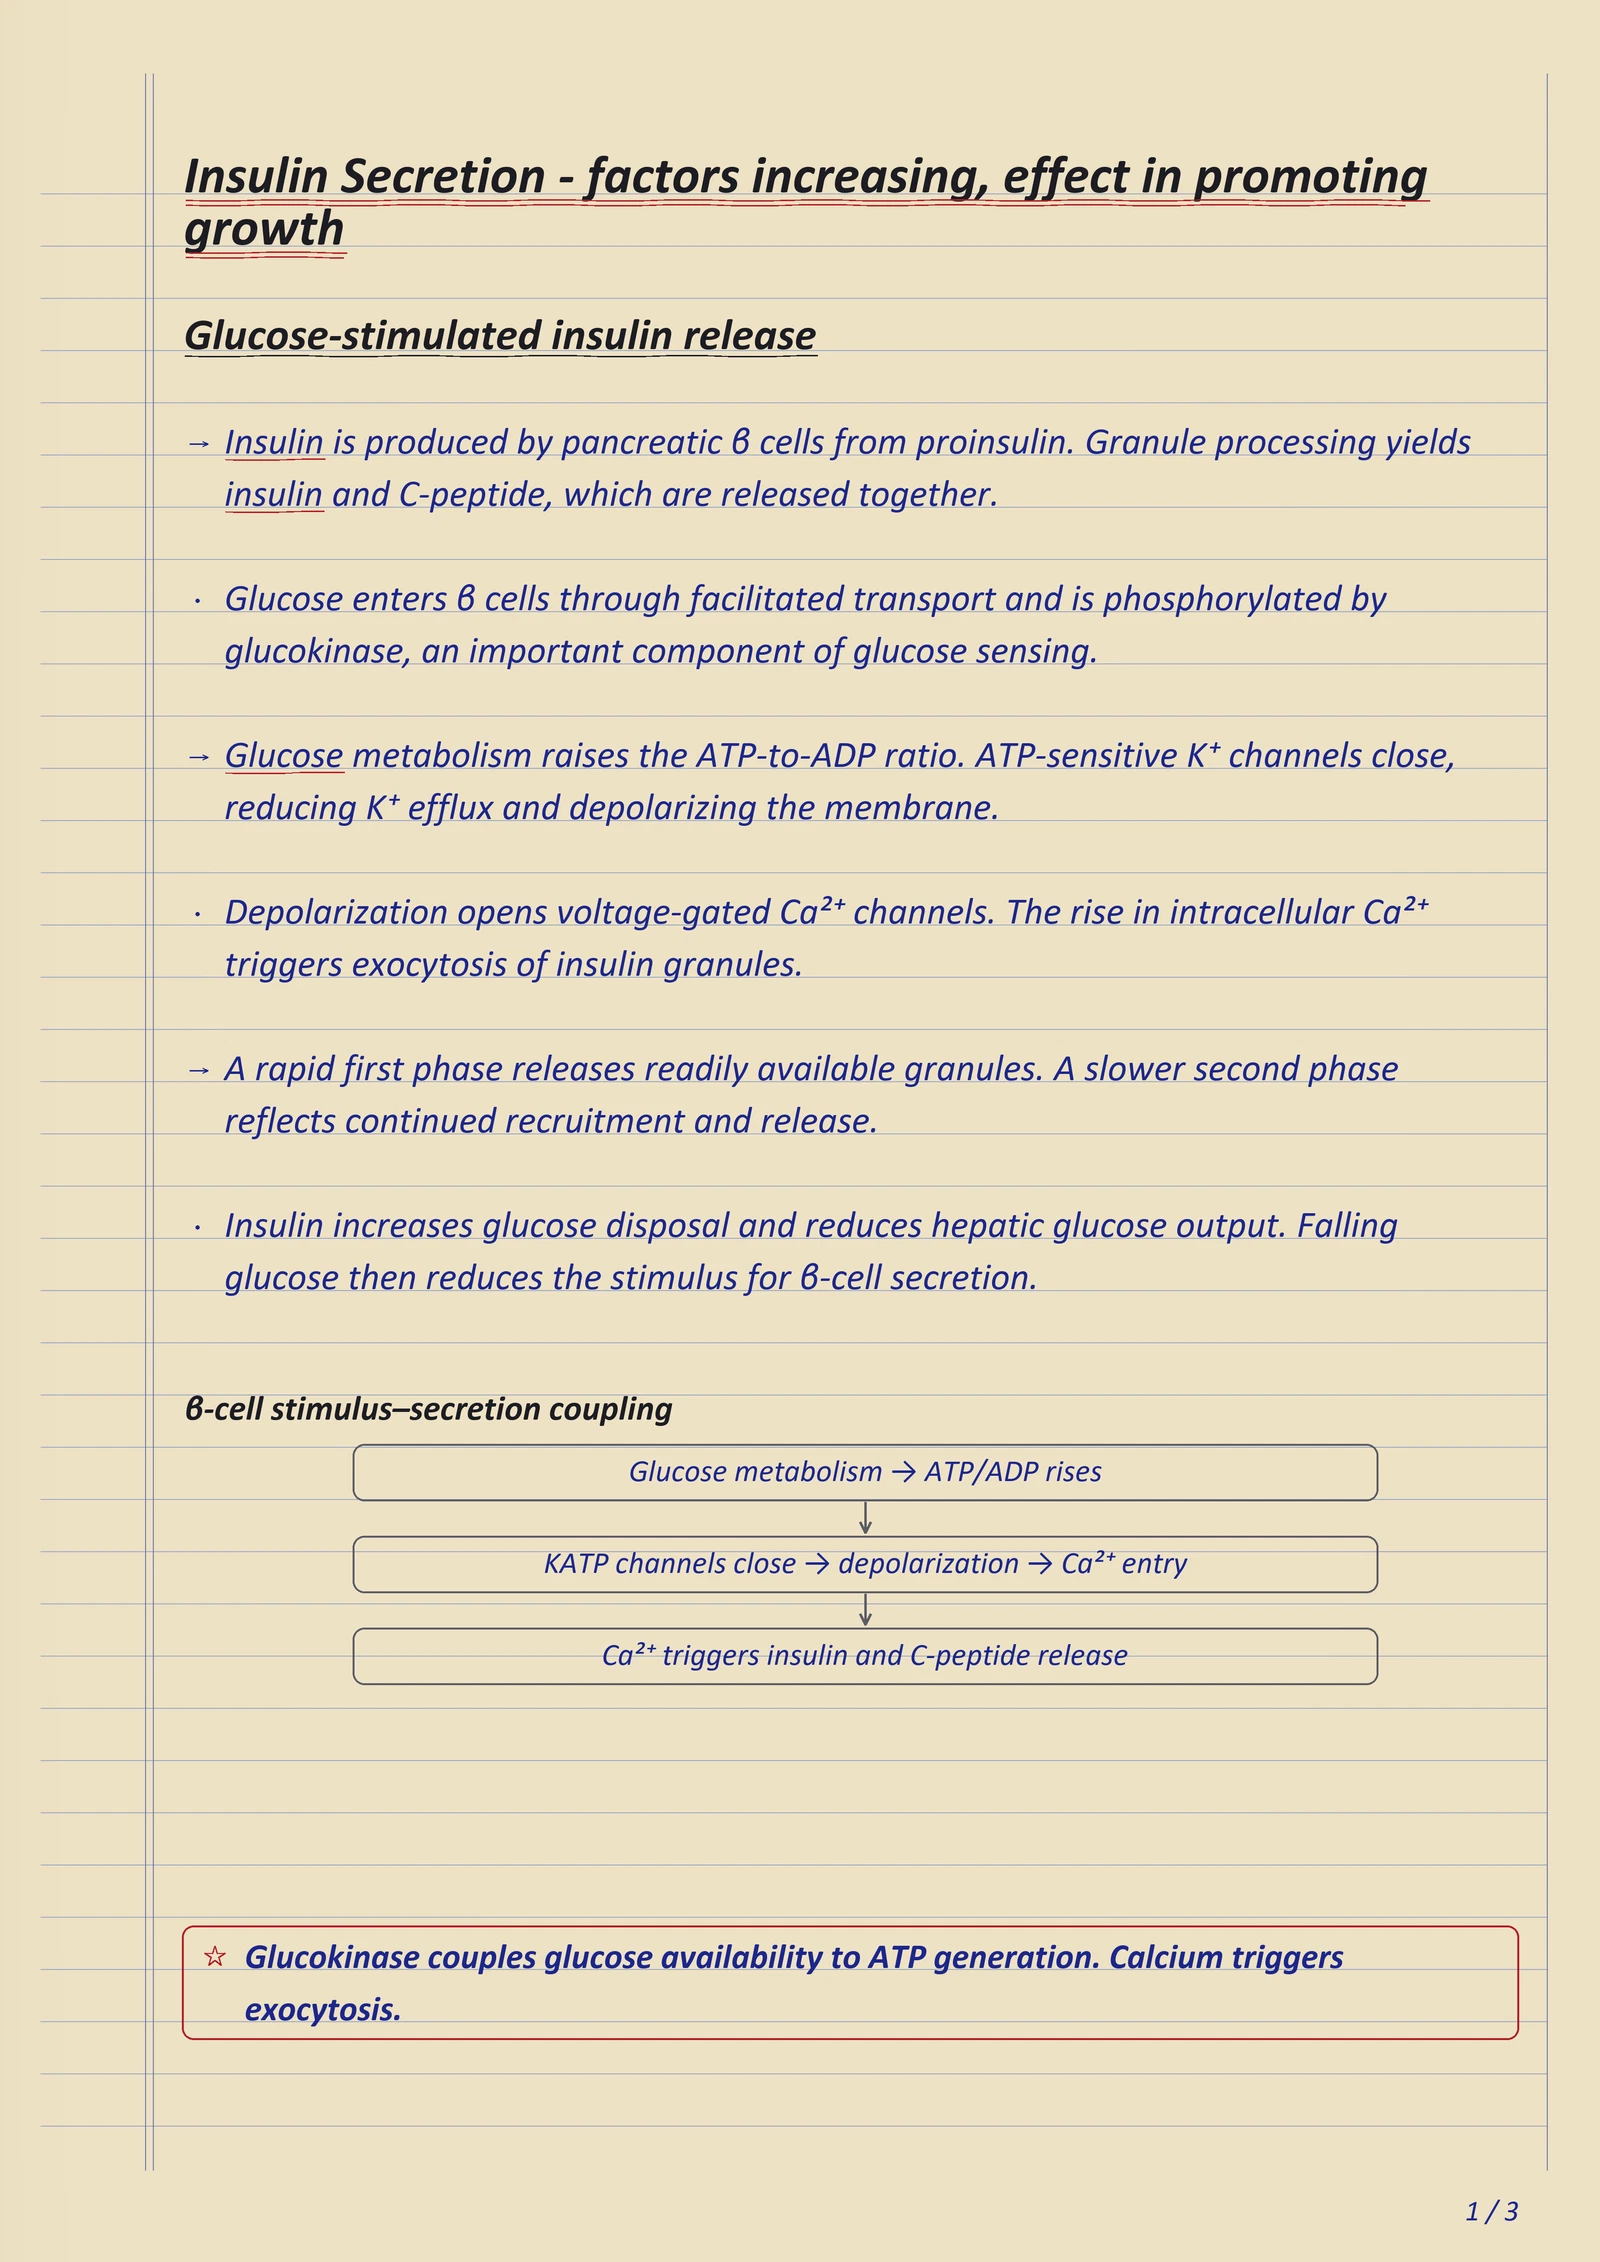 Insulin Secretion - factors increasing, effect in promoting
growth
Glucose-stimulated insulin release
→ Insulin is produced by pancreatic β cells from proinsulin. Granule processing yields
insulin and C-peptide, which are released together.
· Glucose enters β cells through facilitated transport and is phosphorylated by
glucokinase, an important component of glucose sensing.
→ Glucose metabolism raises the ATP-to-ADP ratio. ATP-sensitive K⁺ channels close,
reducing K⁺ efflux and depolarizing the membrane.
· Depolarization opens voltage-gated Ca²⁺ channels. The rise in intracellular Ca²⁺
triggers exocytosis of insulin granules.
→ A rapid first phase releases readily available granules. A slower second phase
reflects continued recruitment and release.
· Insulin increases glucose disposal and reduces hepatic glucose output. Falling
glucose then reduces the stimulus for β-cell secretion.
β-cell stimulus–secretion coupling
Glucose metabolism → ATP/ADP rises
KATP channels close → depolarization → Ca²⁺ entry
Ca²⁺ triggers insulin and C-peptide release
☆ Glucokinase couples glucose availability to ATP generation. Calcium triggers
exocytosis.
1 / 3